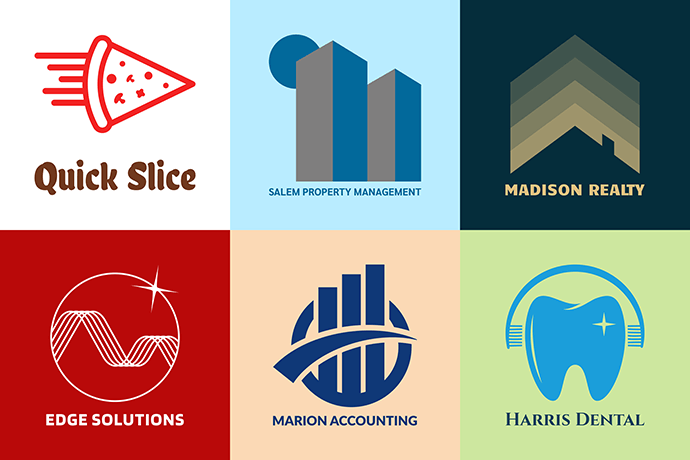 Quick Slice
SALEM PROPERTY MANAGEMENT
MADISON REALTY
EDGE SOLUTIONS
MARION ACCOUNTING
Harris Dental